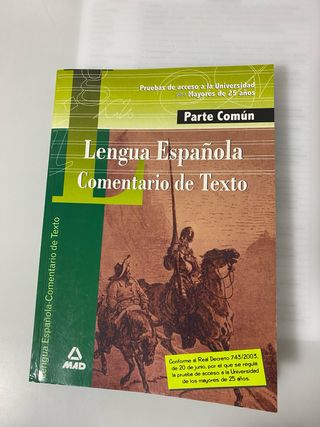 Pruebas de acceso a la Universidad
Mayores de 25 años
Parte Común
Lengua Española
Comentario de Texto
Lengua Española-Comentario de Texto
MAD
Conforme al Real Decreto 743/2003,
de 20 de junio, por el que se regula
la prueba de acceso a la Universidad
de los mayores de 25 años.